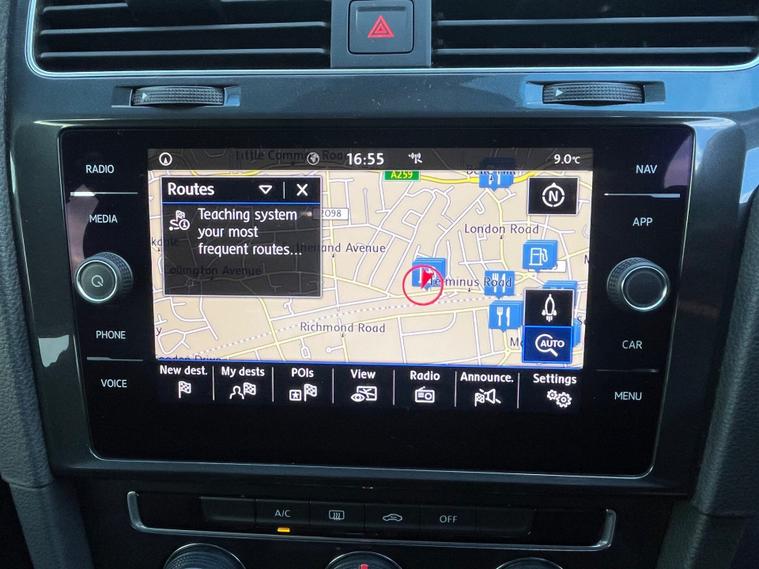 16:55
9.0°C
RADIO
NAV
MEDIA
APP
PHONE
CAR
VOICE
MENU
A259
Routes
Teaching system
your most
frequent routes...
N
London Road
Avenue
Terminus Road
Richmond Road
AUTO
New dest.
My dests
POIs
View
Radio
Announce.
Settings
A/C
OFF